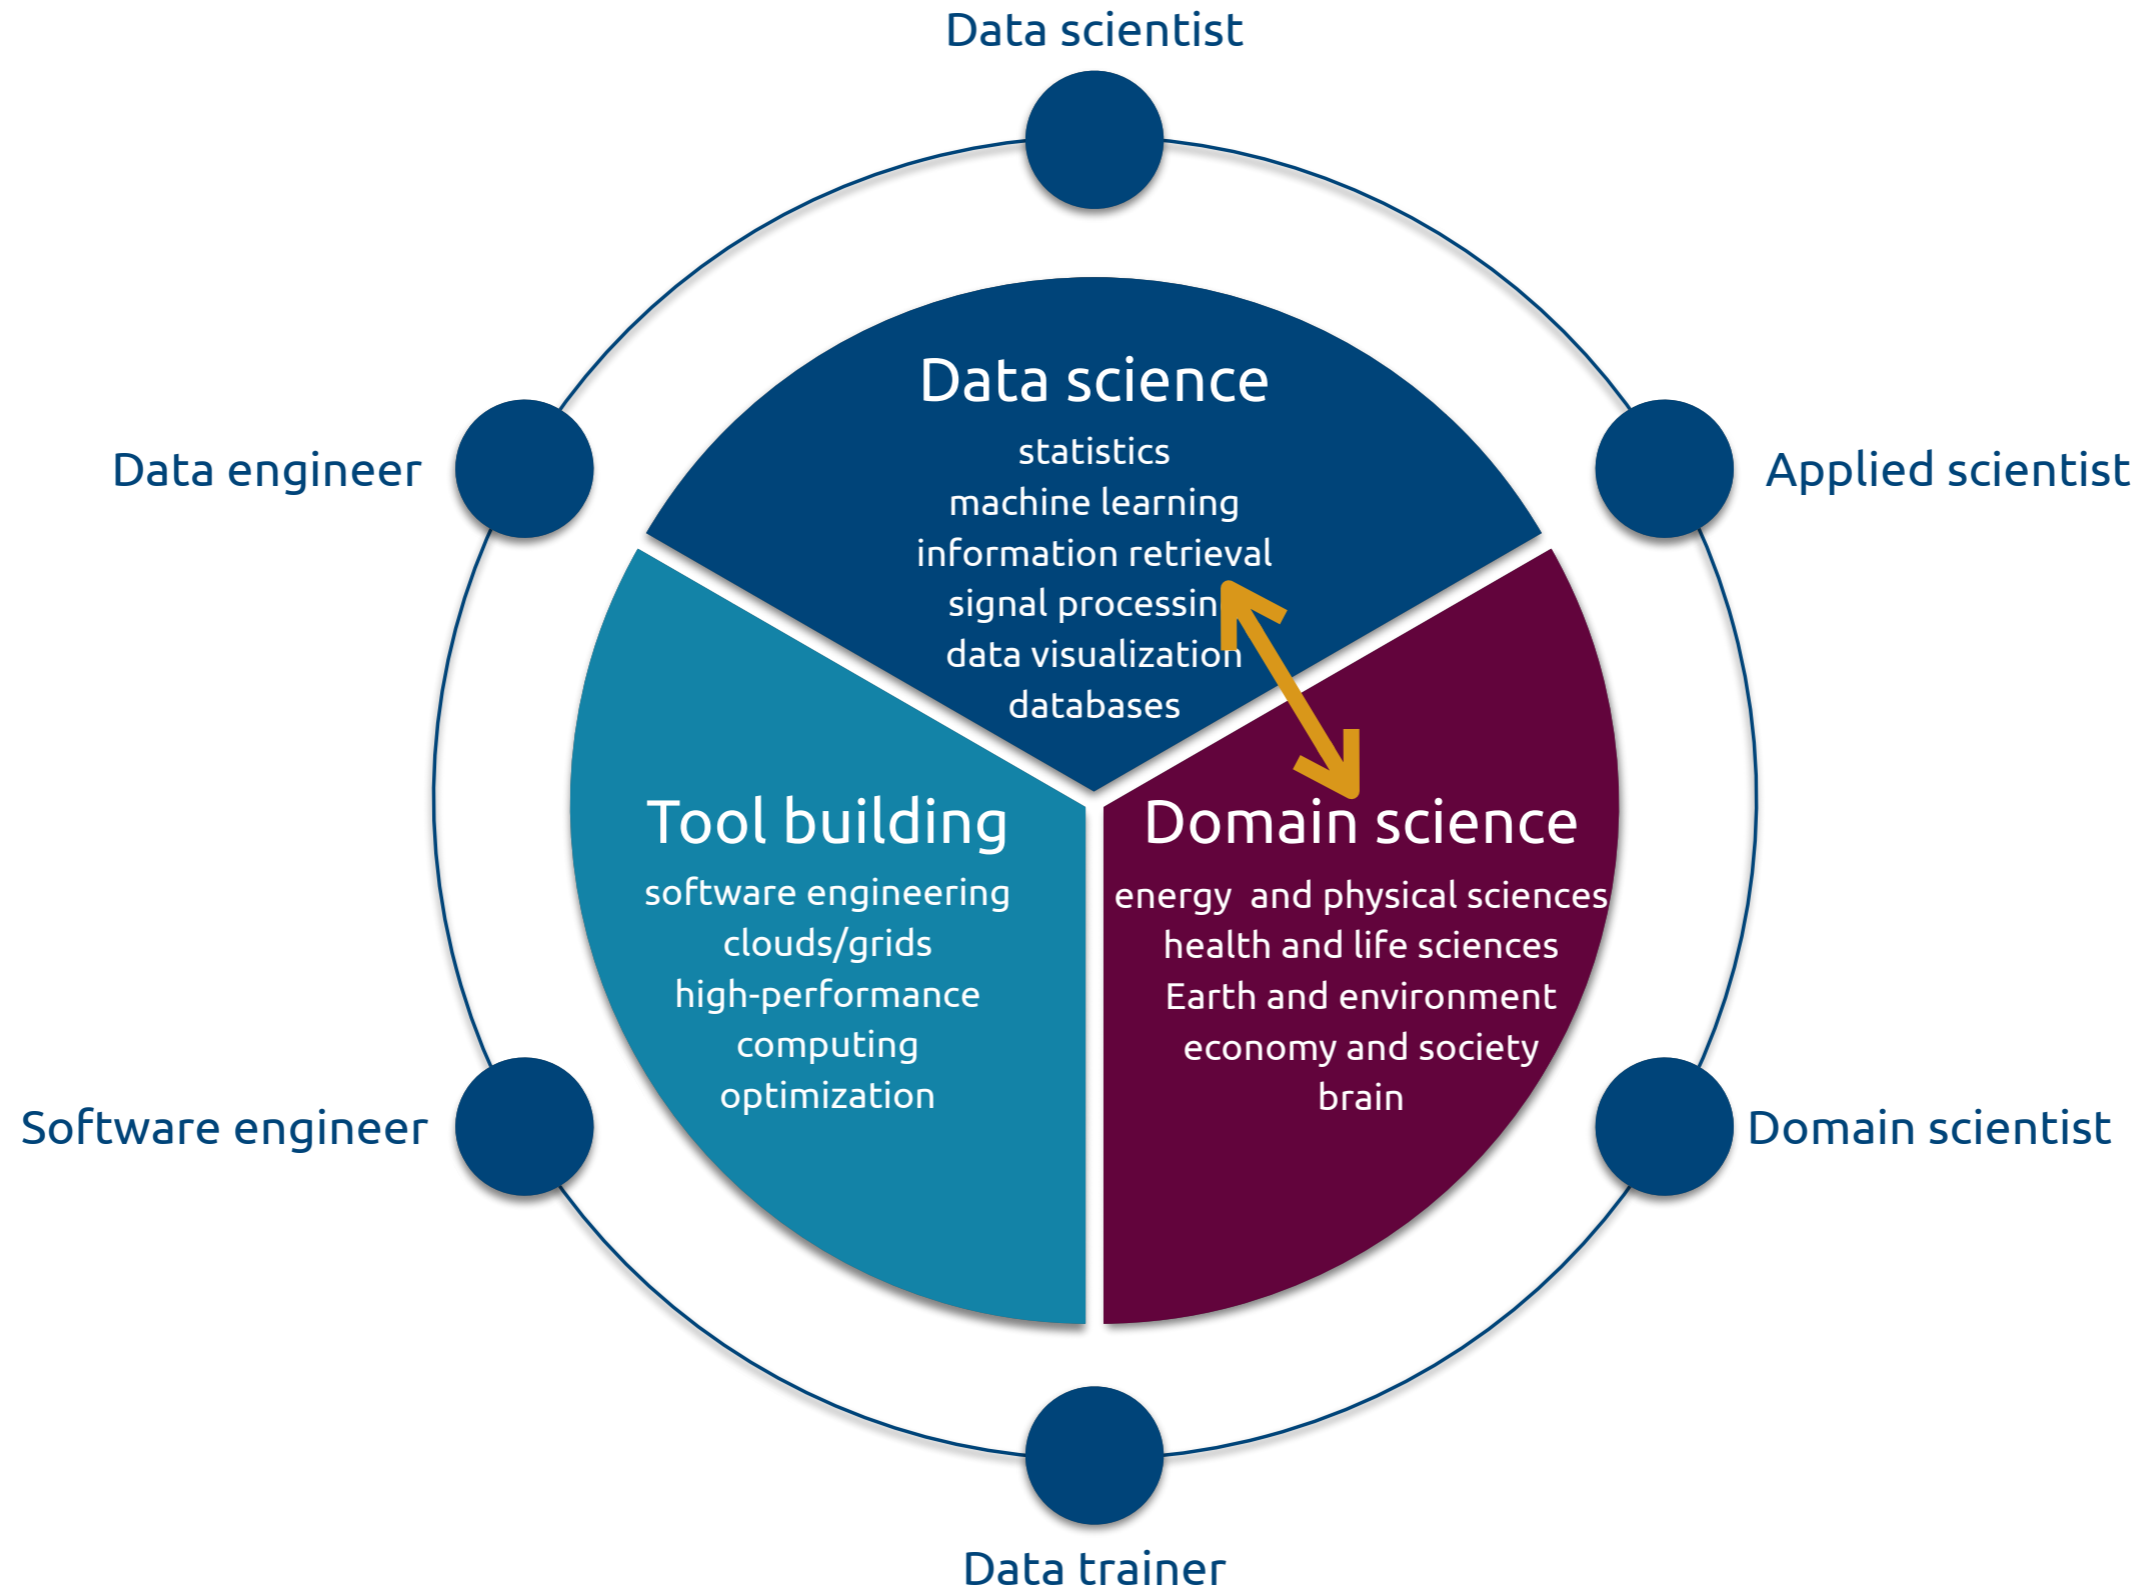 Data scientist
Data engineer
Applied scientist
Data science
statistics
machine learning
information retrieval
signal processin
data visualization
databases
Tool building
software engineering
clouds/grids
high-performance
computing
optimization
Domain science
energy  and physical sciences
health and life sciences
Earth and environment
economy and society
brain
Software engineer
Domain scientist
Data trainer